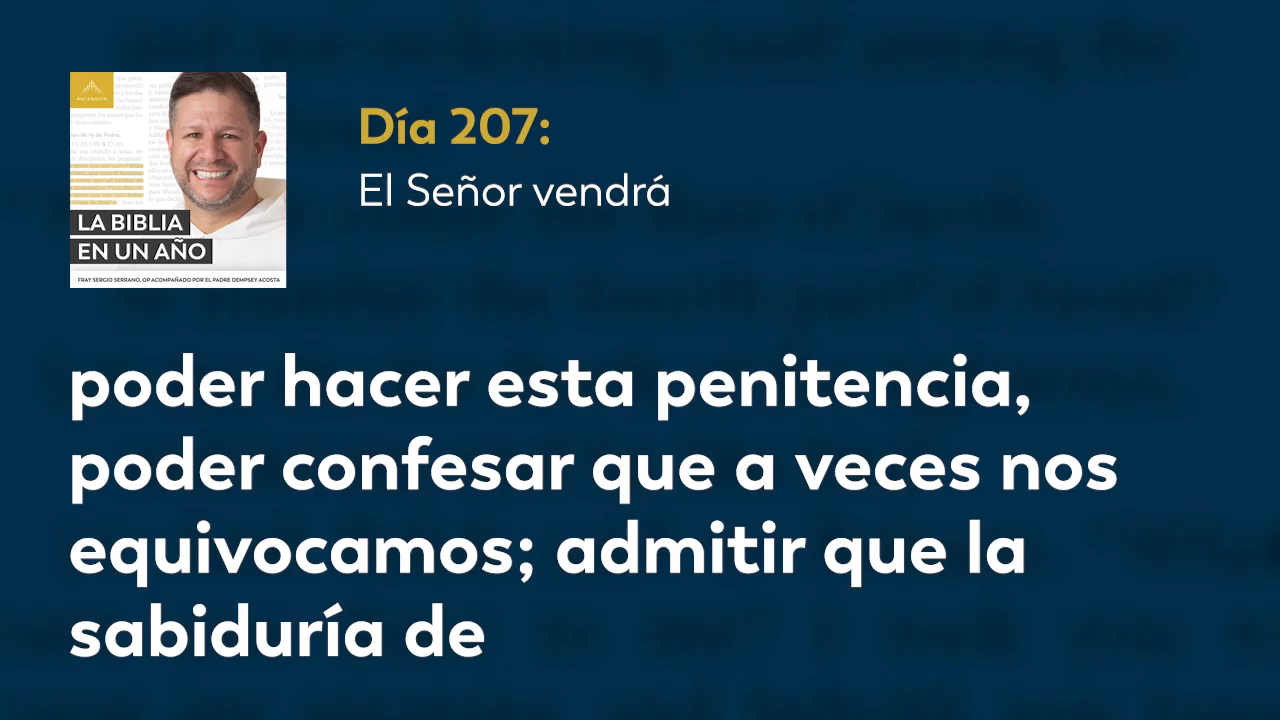 ASCENSION
LA BIBLIA
EN UN AÑO
FRAY SERGIO SERRANO, OP ACOMPAÑADO POR EL PADRE DEMPSEY ACOSTA
Día 207:
El Señor vendrá
poder hacer esta penitencia,
poder confesar que a veces nos
equivocamos; admitir que la
sabiduría de